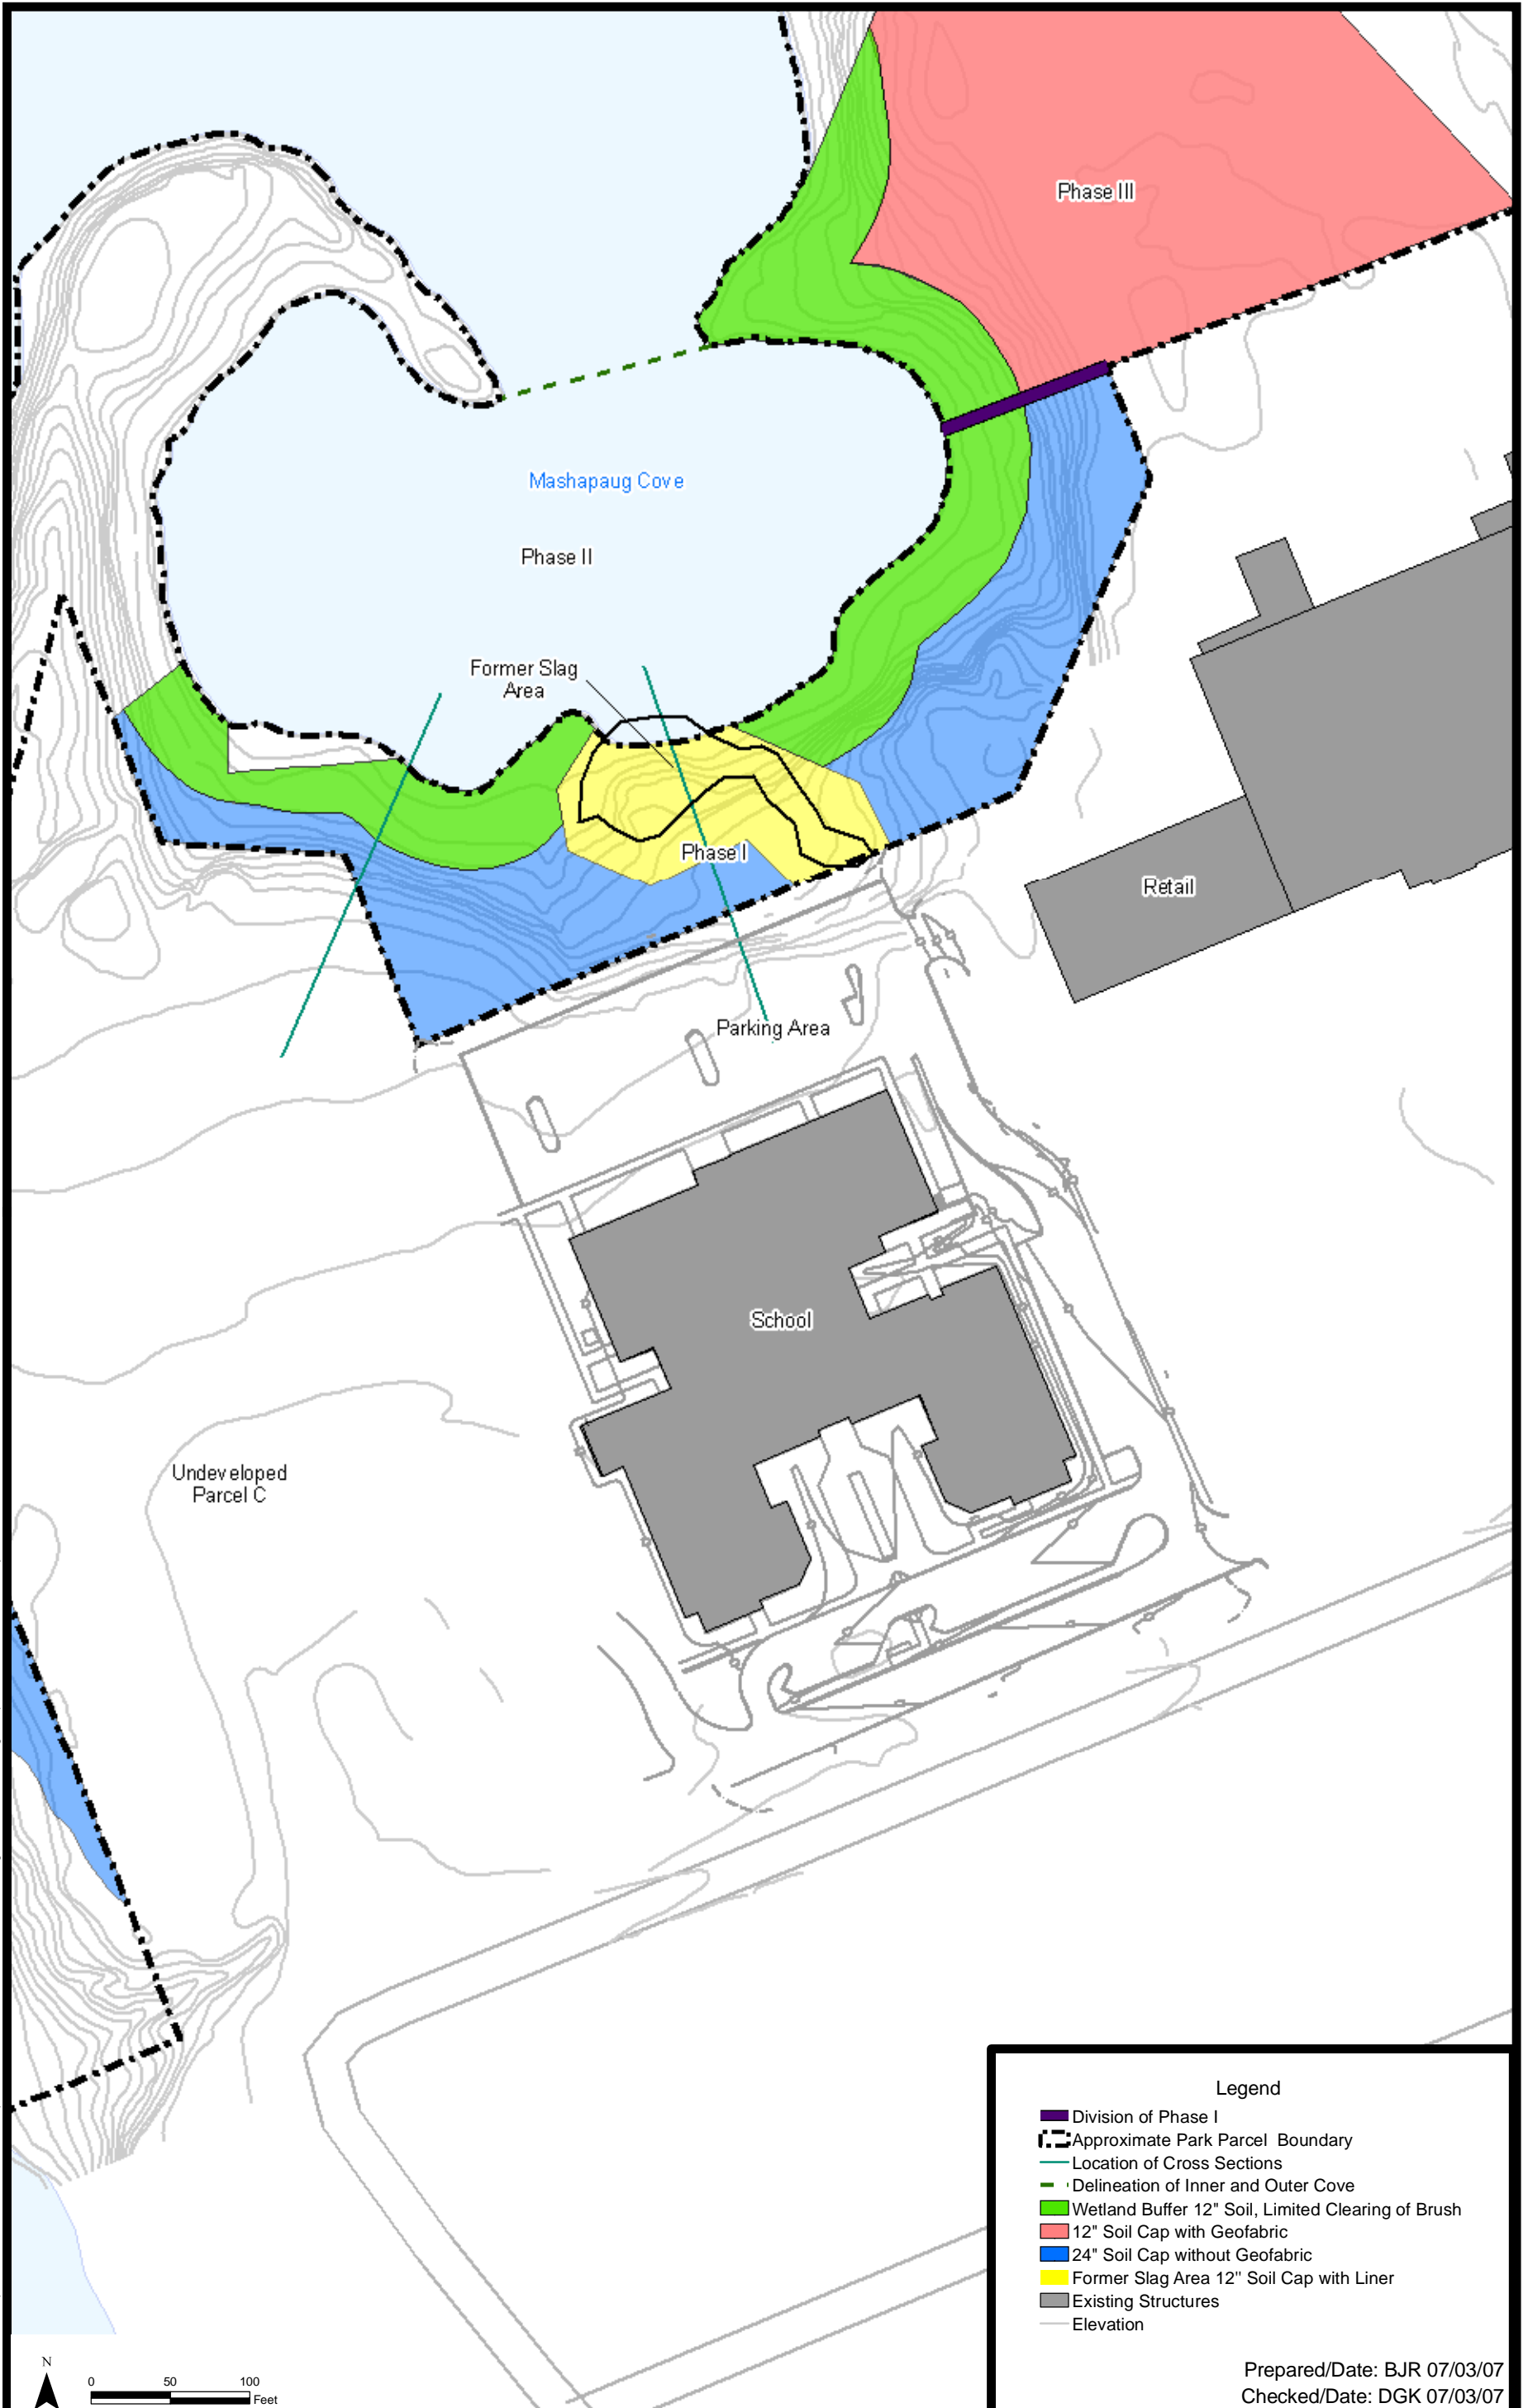 Phase III
Mashapaug Cove
Phase II
Former Slag
Area
Phase I
Retail
Parking Area
School
Undeveloped
Parcel C
Legend
Division of Phase I
Approximate Park Parcel Boundary
Location of Cross Sections
Delineation of Inner and Outer Cove
Wetland Buffer 12" Soil, Limited Clearing of Brush
12" Soil Cap with Geofabric
24" Soil Cap without Geofabric
Former Slag Area 12" Soil Cap with Liner
Existing Structures
Elevation
N
0 50 100
Feet
Prepared/Date: BJR 07/03/07
Checked/Date: DGK 07/03/07